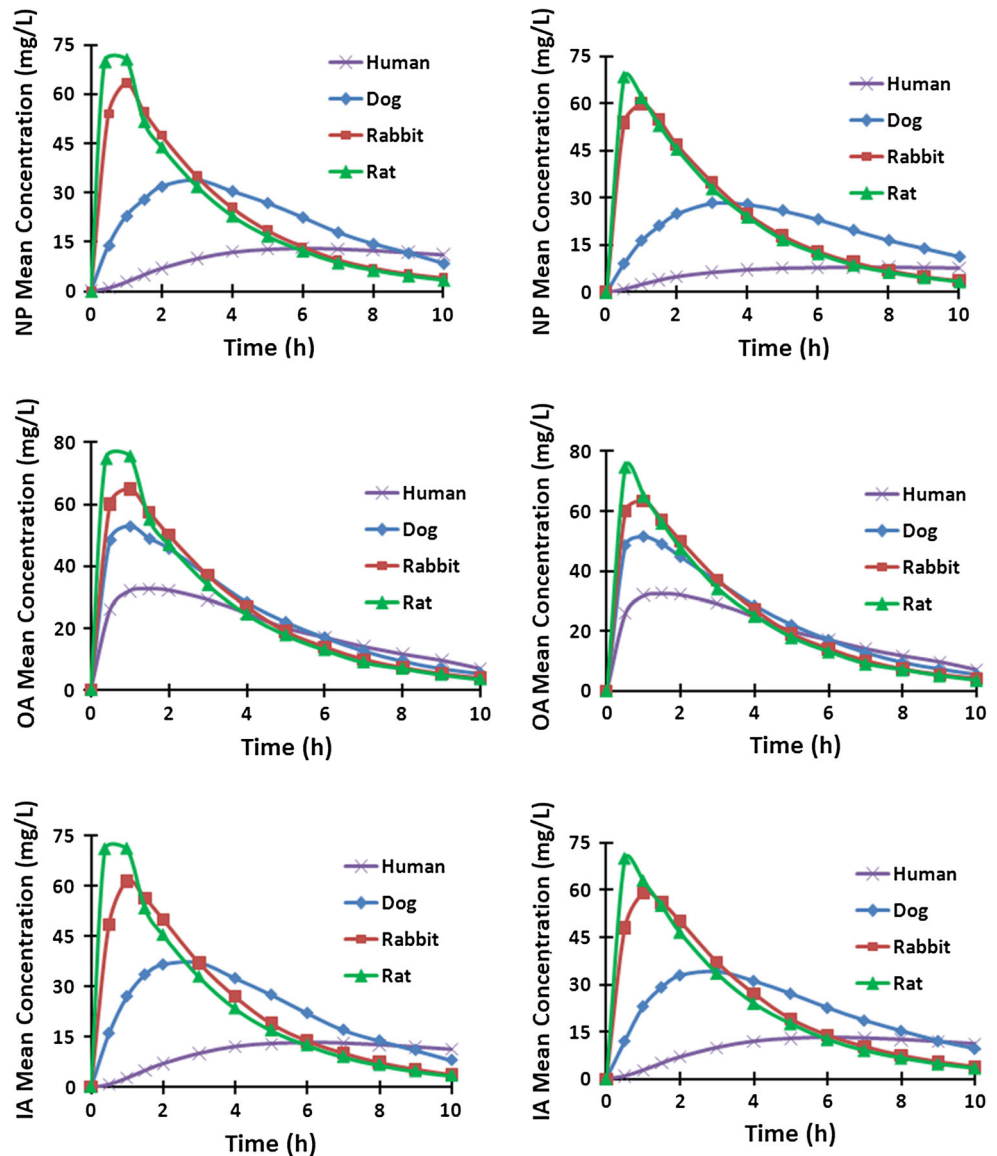 NP Mean Concentration (mg/L)
75
60
45
30
15
0
0 2 4 6 8 10
Time (h)
Human
Dog
Rabbit
Rat
NP Mean Concentration (mg/L)
75
60
45
30
15
0
0 2 4 6 8 10
Time (h)
Human
Dog
Rabbit
Rat
OA Mean Concentration (mg/L)
80
60
40
20
0
0 2 4 6 8 10
Time (h)
Human
Dog
Rabbit
Rat
OA Mean Concentration (mg/L)
80
60
40
20
0
0 2 4 6 8 10
Time (h)
Human
Dog
Rabbit
Rat
IA Mean Concentration (mg/L)
75
60
45
30
15
0
0 2 4 6 8 10
Time (h)
Human
Dog
Rabbit
Rat
IA Mean Concentration (mg/L)
75
60
45
30
15
0
0 2 4 6 8 10
Time (h)
Human
Dog
Rabbit
Rat